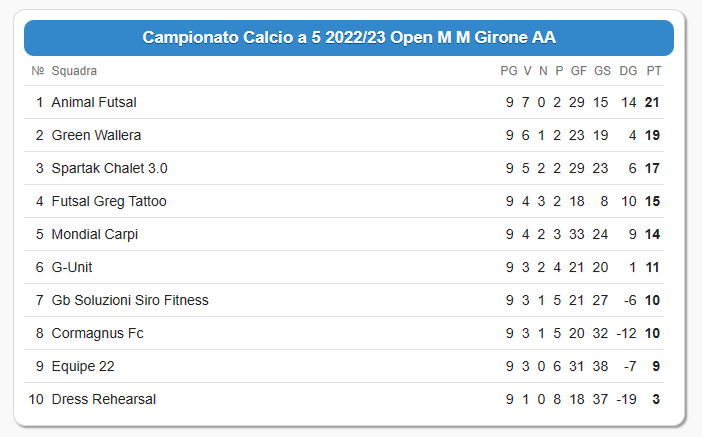 Campionato Calcio a 5 2022/23 Open M M Girone AA
№ Squadra PG V N P GF GS DG PT
1 Animal Futsal 9 7 0 2 29 15 14 21
2 Green Wallera 9 6 1 2 23 19 4 19
3 Spartak Chalet 3.0 9 5 2 2 29 23 6 17
4 Futsal Greg Tattoo 9 4 3 2 18 8 10 15
5 Mondial Carpi 9 4 2 3 33 24 9 14
6 G-Unit 9 3 2 4 21 20 1 11
7 Gb Soluzioni Siro Fitness 9 3 1 5 21 27 -6 10
8 Cormagnus Fc 9 3 1 5 20 32 -12 10
9 Equipe 22 9 3 0 6 31 38 -7 9
10 Dress Rehearsal 9 1 0 8 18 37 -19 3